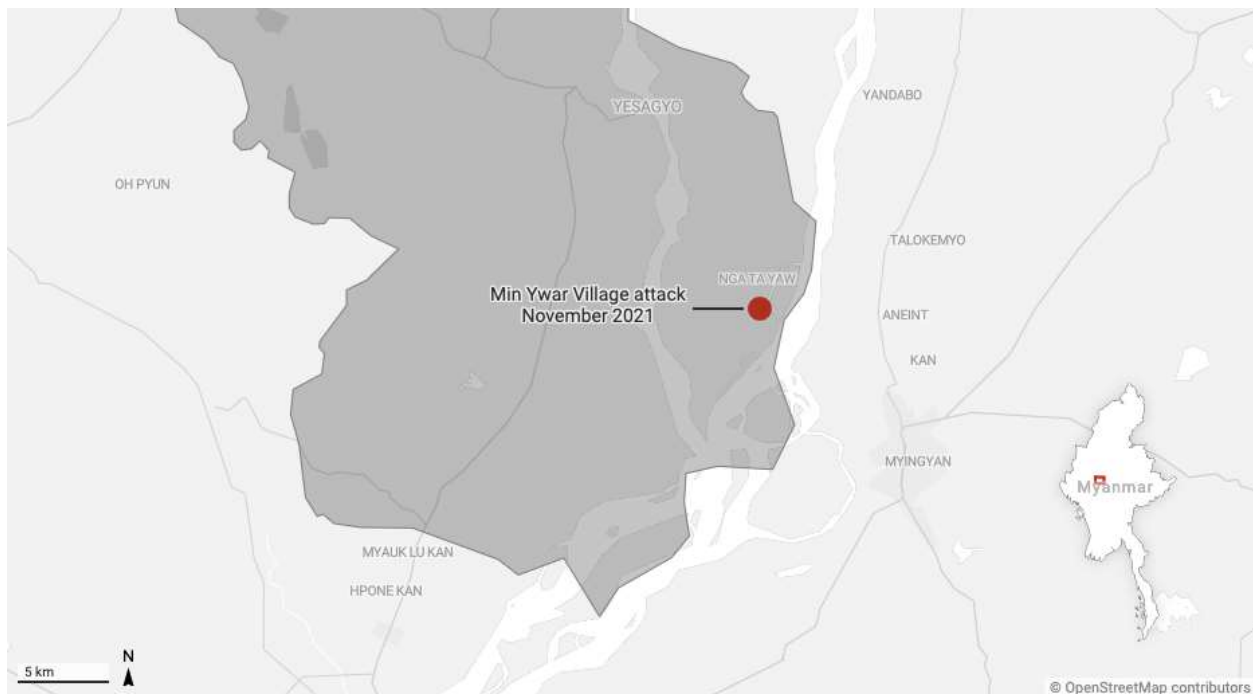 YESAGYO
YANDABO
OH PYUN
TALOKEMYO
NGA TA YAW
Min Ywar Village attack
November 2021
ANEINT
KAN
MYINGYAN
Myanmar
MYAUK LU KAN
HPONE KAN
5 km
N
© OpenStreetMap contributors